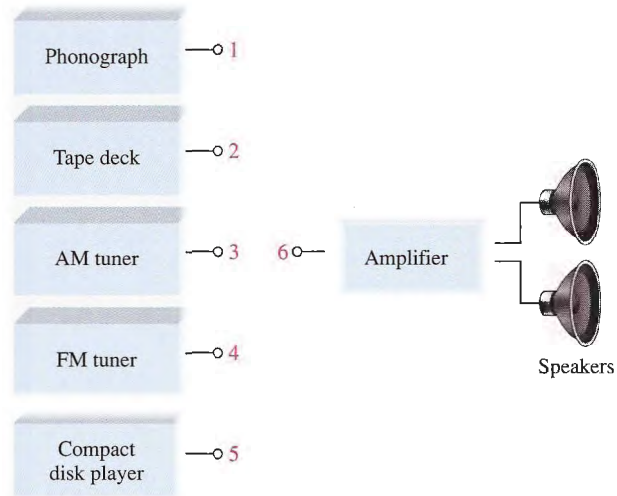 Phonograph
1
Tape deck
2
AM tuner
3
6
Amplifier
FM tuner
4
Speakers
Compact
disk player
5